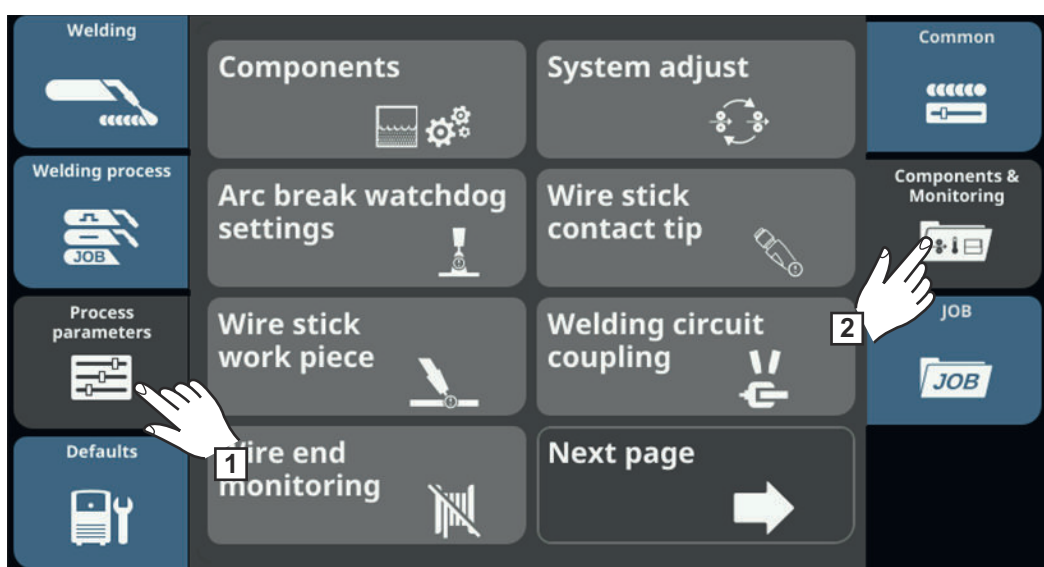 Welding
Welding process
JOB
Process
parameters
Defaults
Components
System adjust
Arc break watchdog
settings
Wire stick
contact tip
Wire stick
work piece
Welding circuit
coupling
ire end
monitoring
Next page
Common
Components &
Monitoring
JOB
JOB
1
2